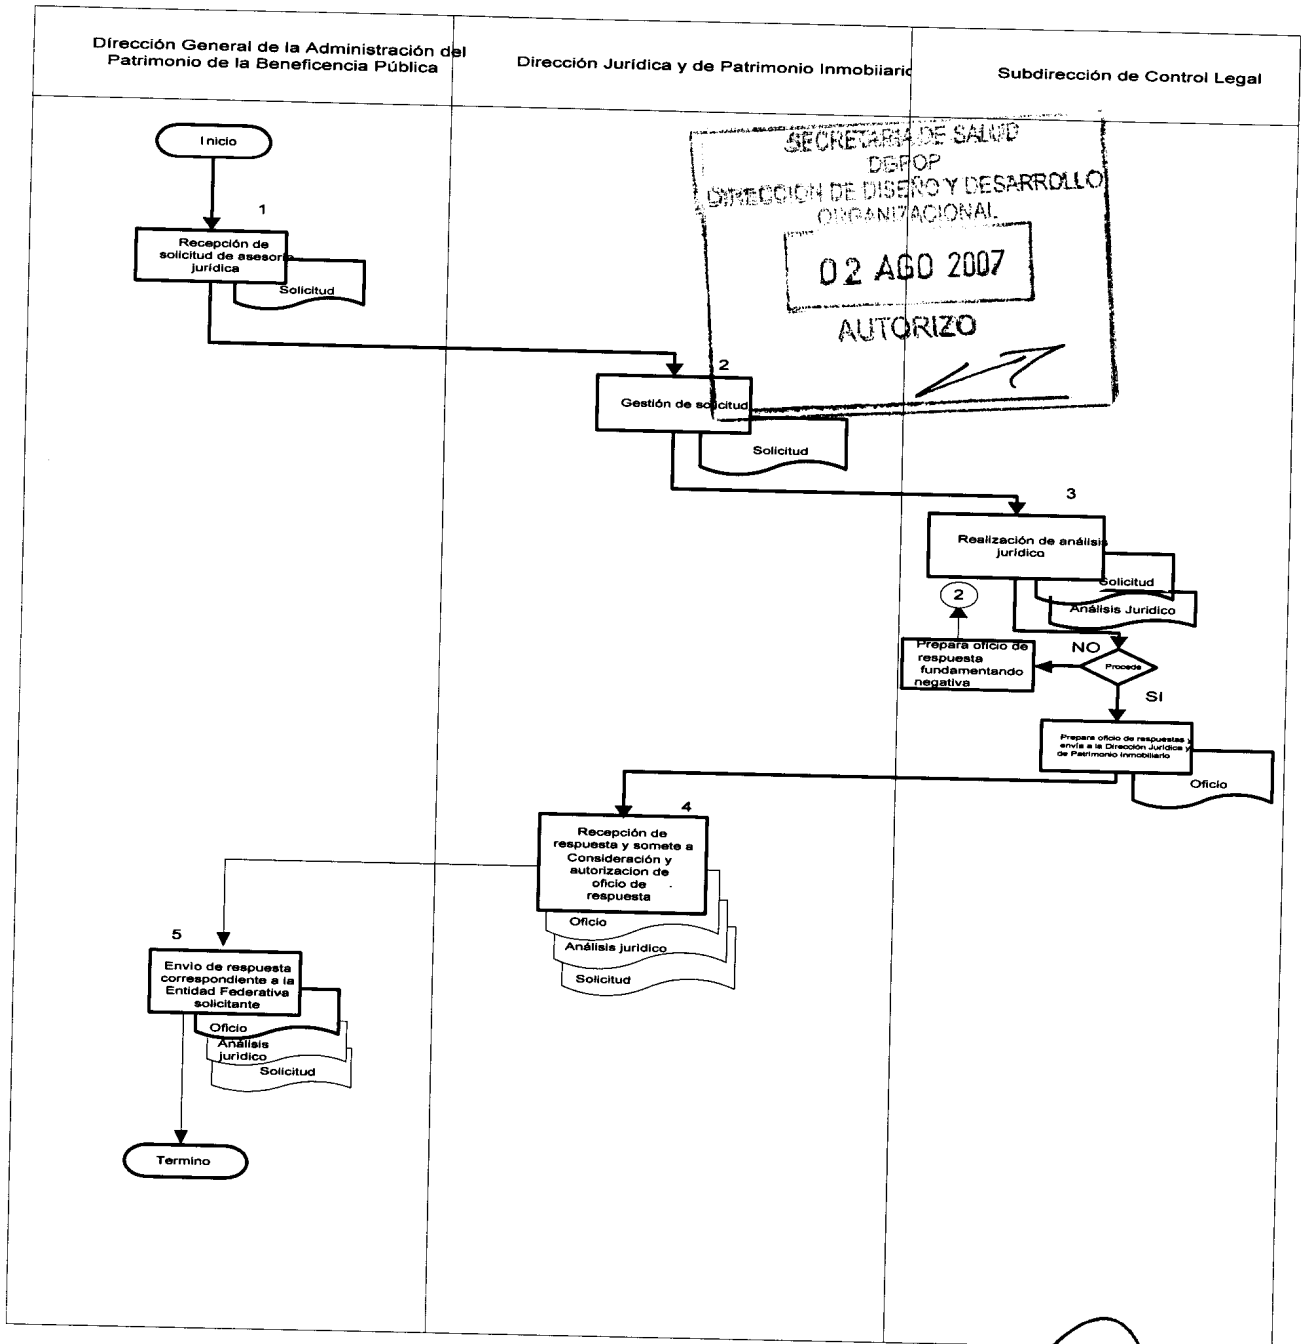 Dirección General de la Administración del
Patrimonio de la Beneficencia Pública
Dirección Jurídica y de Patrimonio Inmobiiario
Subdirección de Control Legal
Inicio
SECRETARIA DE SALUD
DGPOP
DIRECCION DE DISEÑO Y DESARROLLO
ORGANIZACIONAL
02 AGO 2007
AUTORIZO
1
Recepción de
solicitud de asesoría
jurídica
Solicitud
2
Gestión de solicitud
Solicitud
3
Realización de análisis
jurídico
Solicitud
Análisis Juridico
2
Prepara oficio de
respuesta
fundamentando
negativa
NO
Procede
SI
Prepara oficio de respuestas y
envía a la Dirección Jurídica y
de Patrimonio Inmobiliario
Oficio
4
Recepción de
respuesta y somete a
Consideración y
autorizacion de
oficio de
respuesta
Oficio
Análisis juridico
Solicitud
5
Envio de respuesta
correspondiente a la
Entidad Federativa
solicitante
Oficio
Análisis
juridico
Solicitud
Termino